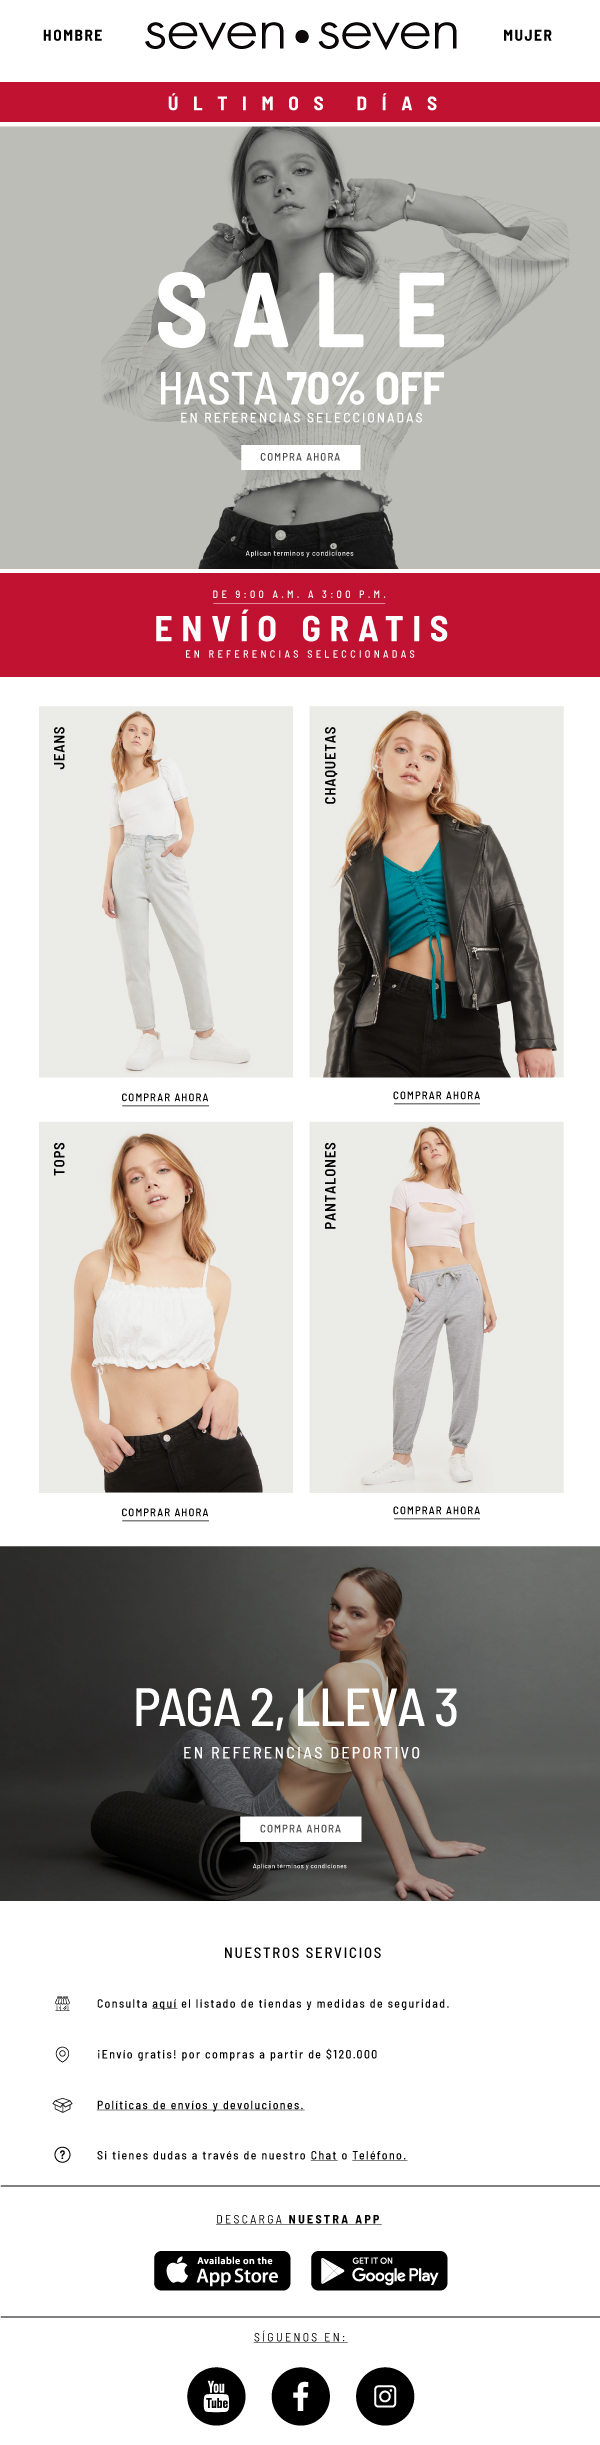 HOMBRE
seven•seven
MUJER
ÚLTIMOS DÍAS
SALE
HASTA 70% OFF
EN REFERENCIAS SELECCIONADAS
COMPRA AHORA
Aplican terminos y condiciones
DE 9:00 A.M. A 3:00 P.M.
ENVÍO GRATIS
EN REFERENCIAS SELECCIONADAS
JEANS
CHAQUETAS
COMPRAR AHORA
COMPRAR AHORA
TOPS
PANTALONES
COMPRAR AHORA
COMPRAR AHORA
PAGA 2, LLEVA 3
EN REFERENCIAS DEPORTIVO
COMPRA AHORA
Aplican términos y condiciones
NUESTROS SERVICIOS
Consulta aquí el listado de tiendas y medidas de seguridad.
¡Envío gratis! por compras a partir de $120.000
Políticas de envíos y devoluciones.
Si tienes dudas a través de nuestro Chat o Teléfono.
DESCARGA NUESTRA APP
Available on the
App Store
GET IT ON
Google Play
SÍGUENOS EN:
You
Tube